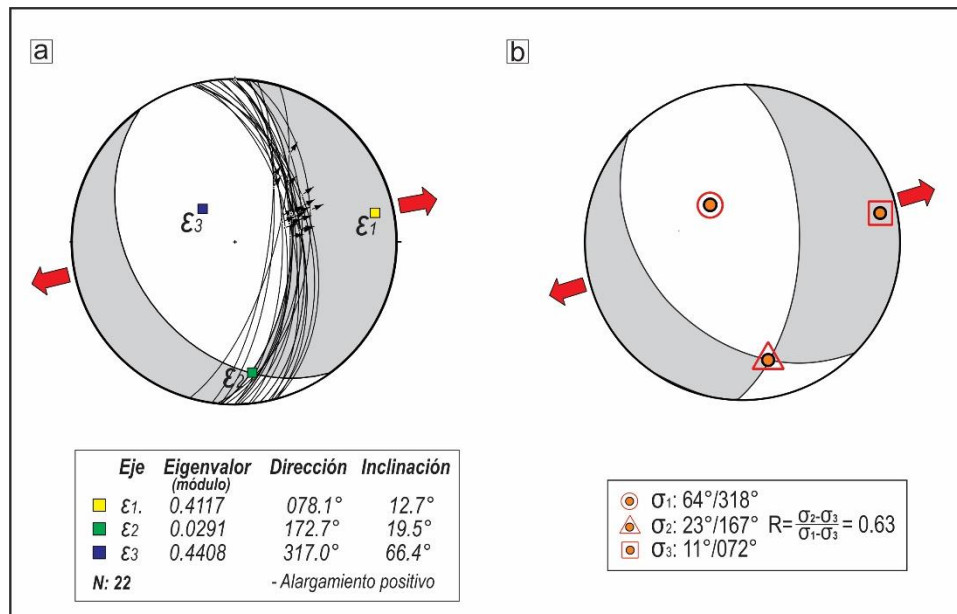 a
b
ε3
ε1
ε2
Eje Eigenvalor Dirección Inclinación
(módulo)
ε1. 0.4117 078.1° 12.7°
ε2 0.0291 172.7° 19.5°
ε3 0.4408 317.0° 66.4°
N: 22 - Alargamiento positivo
σ1: 64°/318°
σ2: 23°/167° R= σ2-σ3 / σ1-σ3 = 0.63
σ3: 11°/072°